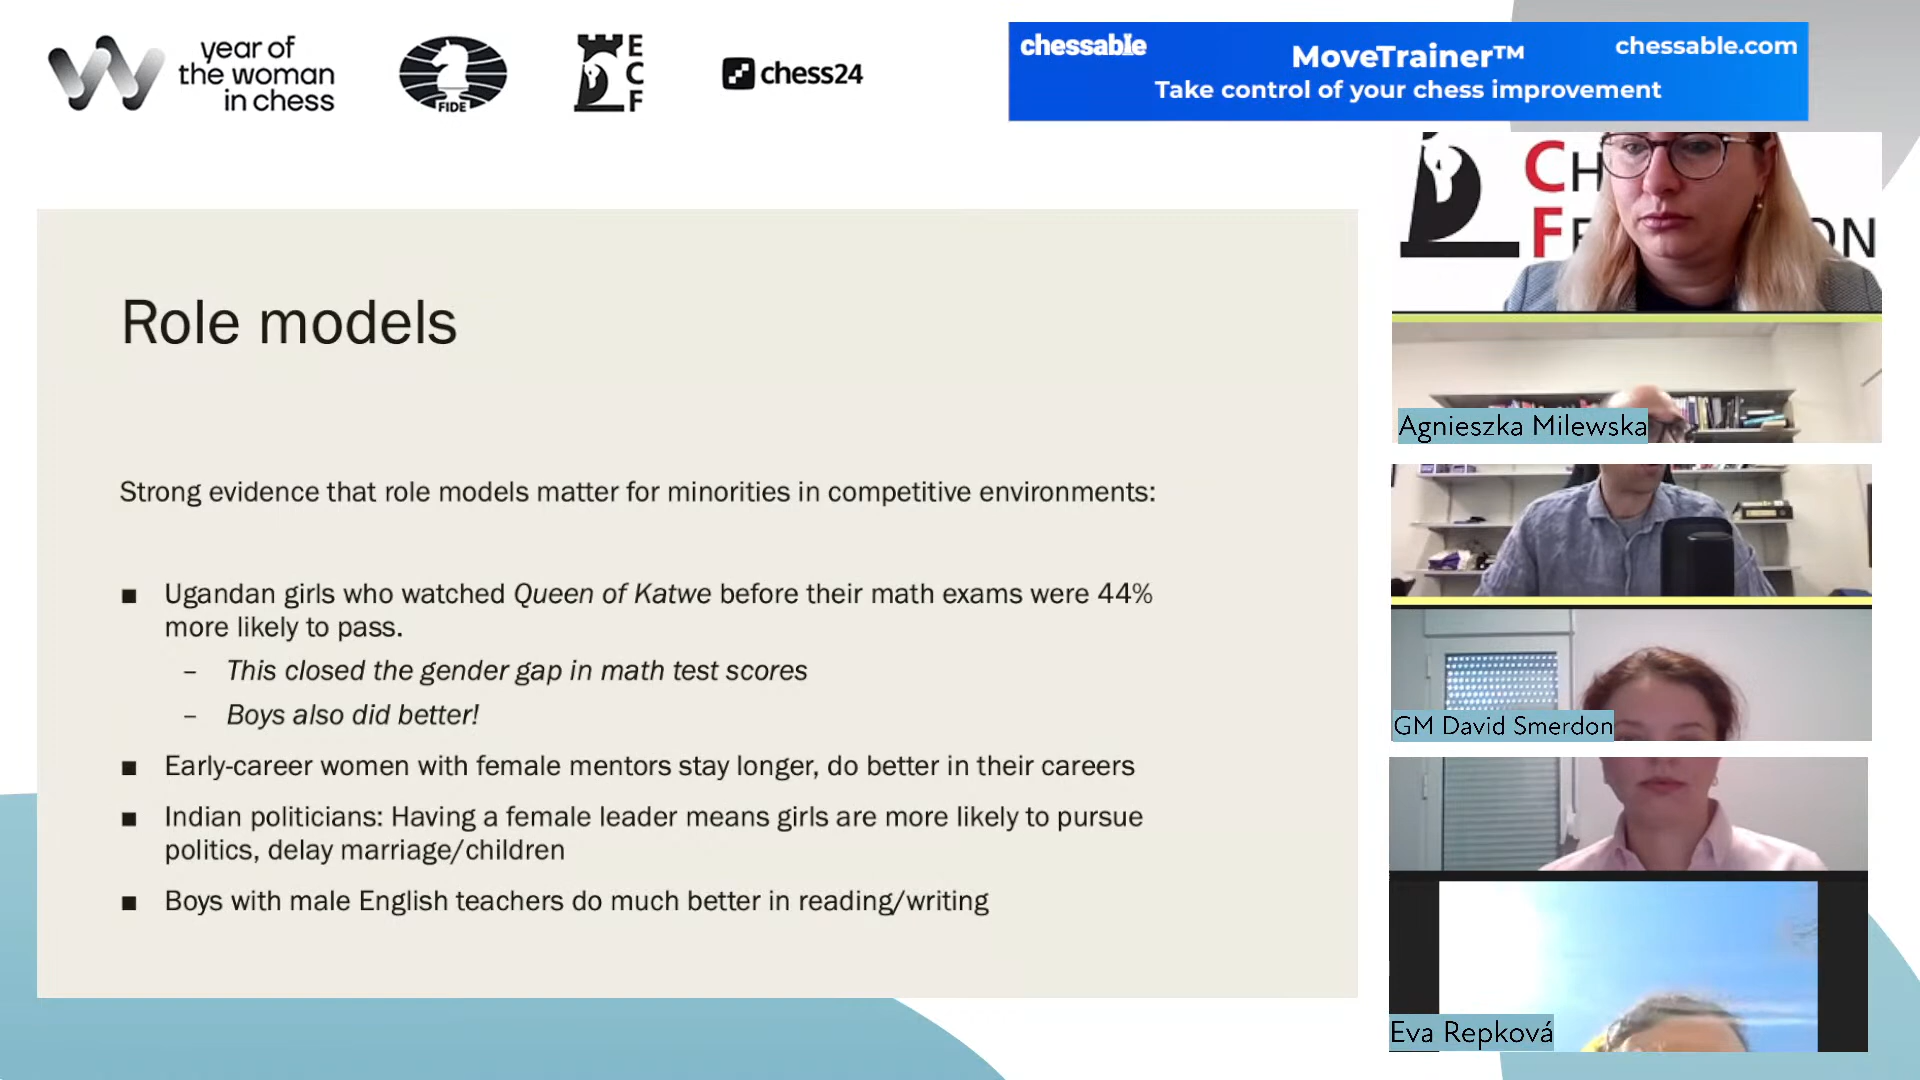 year of
the woman
in chess
FIDE
E
C
F
chess24
chessable
MoveTrainer™
chessable.com
Take control of your chess improvement
CH
F
ON
Role models
Strong evidence that role models matter for minorities in competitive environments:
■ Ugandan girls who watched Queen of Katwe before their math exams were 44%
more likely to pass.
– This closed the gender gap in math test scores
– Boys also did better!
■ Early-career women with female mentors stay longer, do better in their careers
■ Indian politicians: Having a female leader means girls are more likely to pursue
politics, delay marriage/children
■ Boys with male English teachers do much better in reading/writing
Agnieszka Milewska
GM David Smerdon
Eva Repková